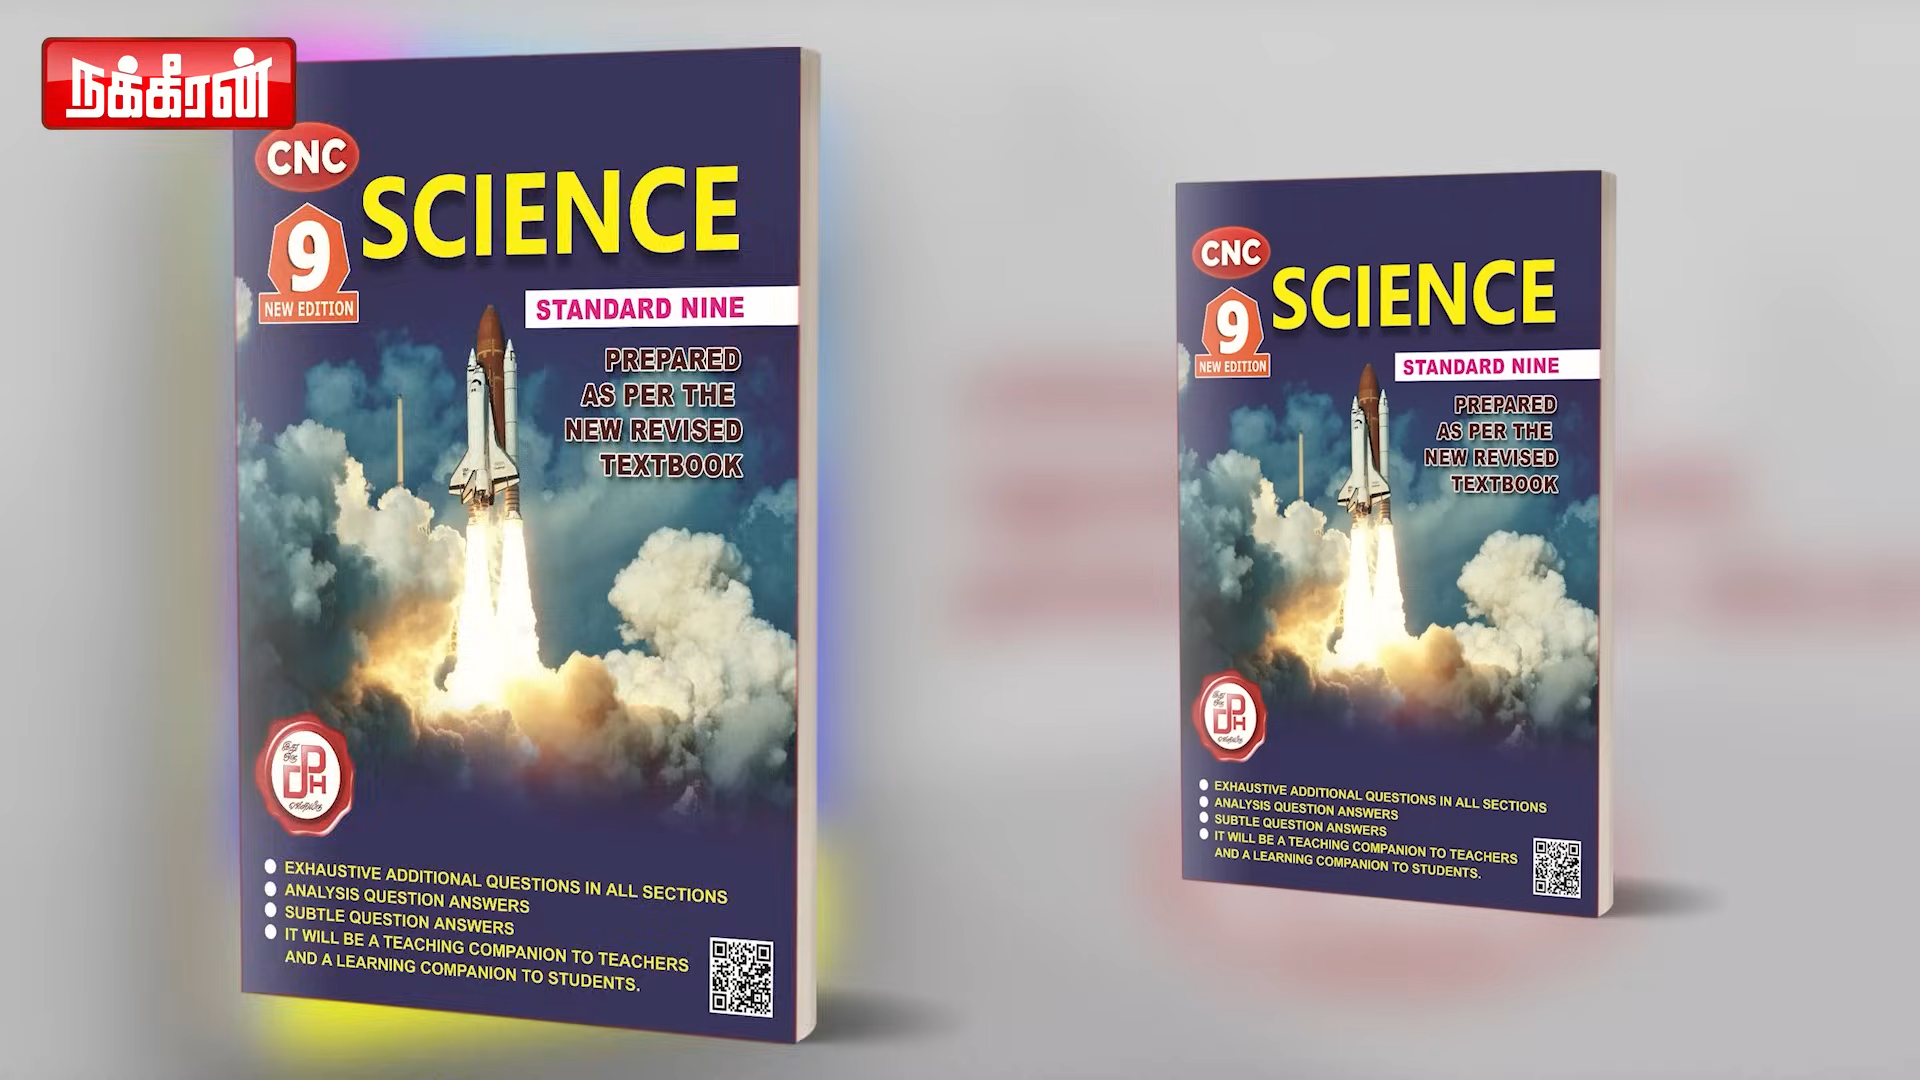 நக்கீரன்
CNC
SCIENCE
9
NEW EDITION
STANDARD NINE
PREPARED
AS PER THE
NEW REVISED
TEXTBOOK
DPH
EXHAUSTIVE ADDITIONAL QUESTIONS IN ALL SECTIONS
ANALYSIS QUESTION ANSWERS
SUBTLE QUESTION ANSWERS
IT WILL BE A TEACHING COMPANION TO TEACHERS
AND A LEARNING COMPANION TO STUDENTS.
CNC
SCIENCE
9
NEW EDITION
STANDARD NINE
PREPARED
AS PER THE
NEW REVISED
TEXTBOOK
DPH
EXHAUSTIVE ADDITIONAL QUESTIONS IN ALL SECTIONS
ANALYSIS QUESTION ANSWERS
SUBTLE QUESTION ANSWERS
IT WILL BE A TEACHING COMPANION TO TEACHERS
AND A LEARNING COMPANION TO STUDENTS.